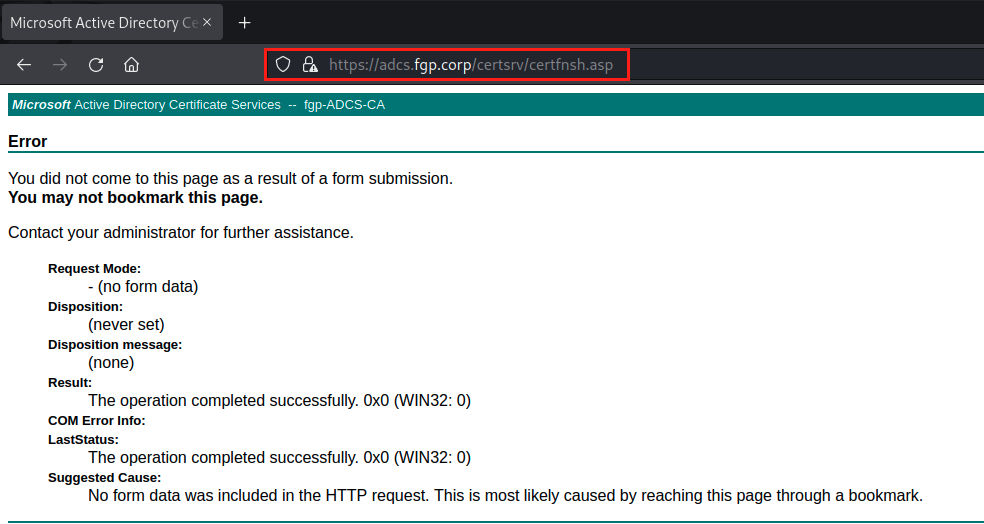 Microsoft Active Directory Ce
https://adcs.fgp.corp/certsrv/certfnsh.asp
Microsoft Active Directory Certificate Services -- fgp-ADCS-CA
Error
You did not come to this page as a result of a form submission.
You may not bookmark this page.
Contact your administrator for further assistance.
Request Mode:
- (no form data)
Disposition:
(never set)
Disposition message:
(none)
Result:
The operation completed successfully. 0x0 (WIN32: 0)
COM Error Info:
LastStatus:
The operation completed successfully. 0x0 (WIN32: 0)
Suggested Cause:
No form data was included in the HTTP request. This is most likely caused by reaching this page through a bookmark.